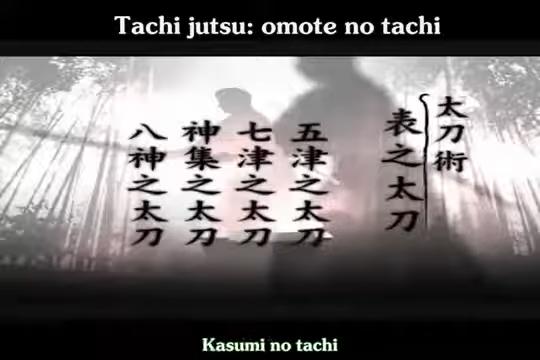 Tachi jutsu: omote no tachi
太刀術
表之太刀
五津之太刀
七津之太刀
神集之太刀
八神之太刀
Kasumi no tachi